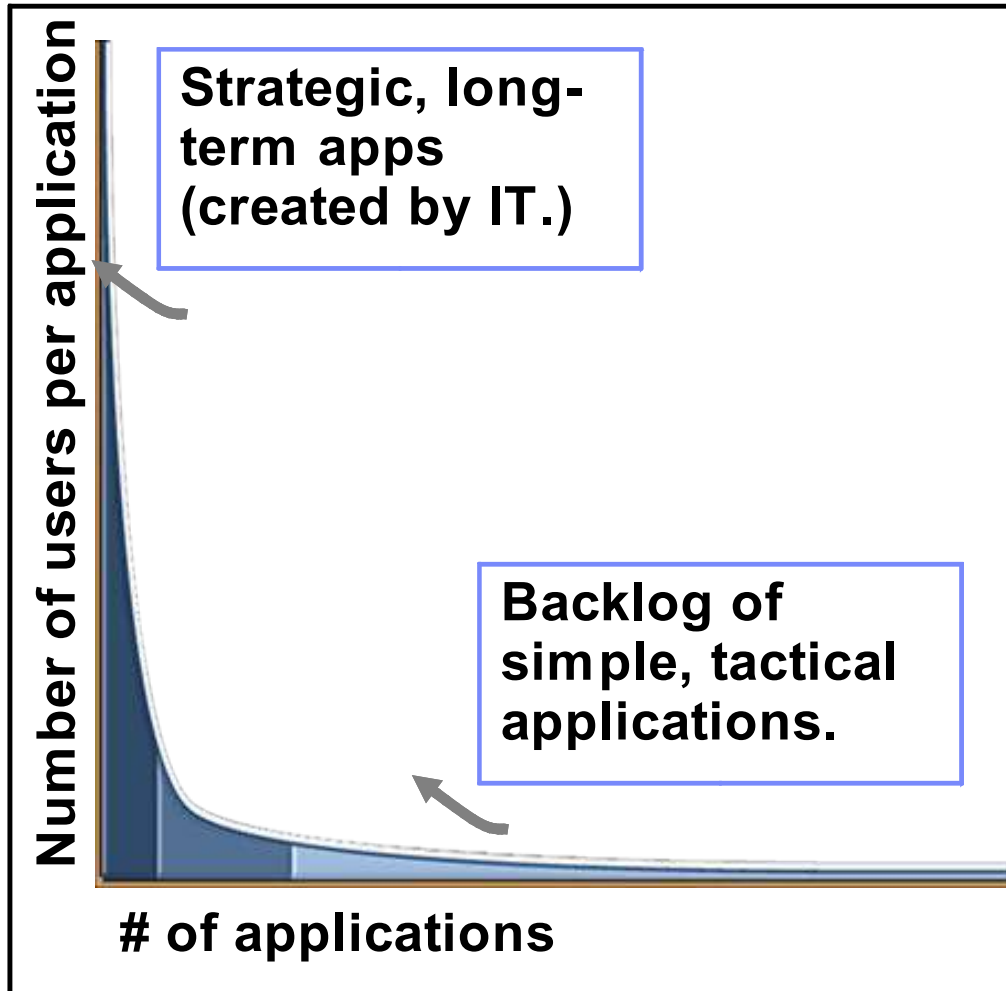 Number of users per application
Strategic, long-
term apps
(created by IT.)
Backlog of
simple, tactical
applications.
# of applications